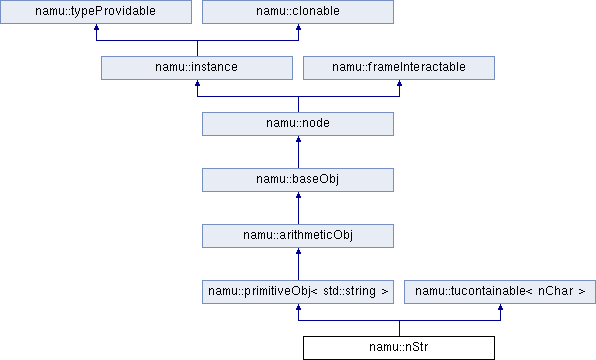 namu::typeProvidable namu::clonable
namu::instance namu::frameInteractable
namu::node
namu::baseObj
namu::arithmeticObj
namu::primitiveObj< std::string > namu::tucontainable< nChar >
namu::nStr